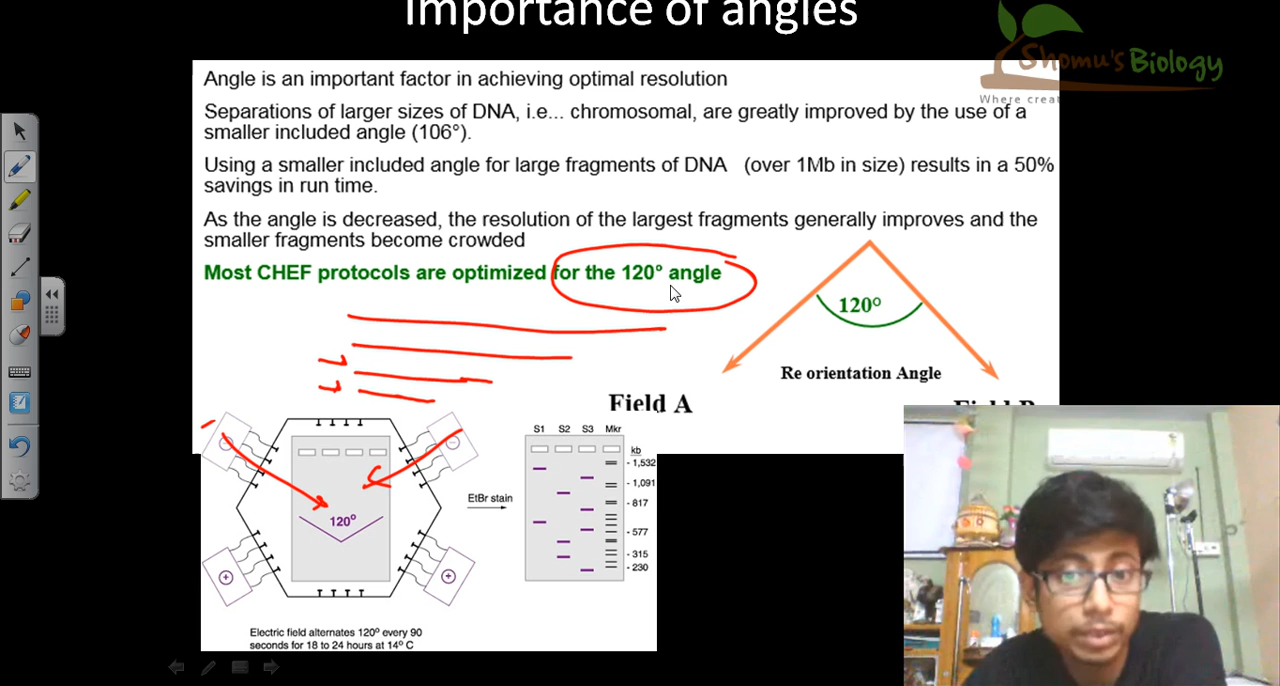 Importance of angles
Shomu's Biology
Where crea
Angle is an important factor in achieving optimal resolution
Separations of larger sizes of DNA, i.e... chromosomal, are greatly improved by the use of a
smaller included angle (106°).
Using a smaller included angle for large fragments of DNA (over 1Mb in size) results in a 50%
savings in run time.
As the angle is decreased, the resolution of the largest fragments generally improves and the
smaller fragments become crowded
Most CHEF protocols are optimized for the 120° angle
120°
Re orientation Angle
Field A
S1 S2 S3 Mkr
kb
- 1,532
- 1,091
- 817
- 577
- 315
- 230
EtBr stain
−
−
120°
+
+
Electric field alternates 120° every 90
seconds for 18 to 24 hours at 14° C